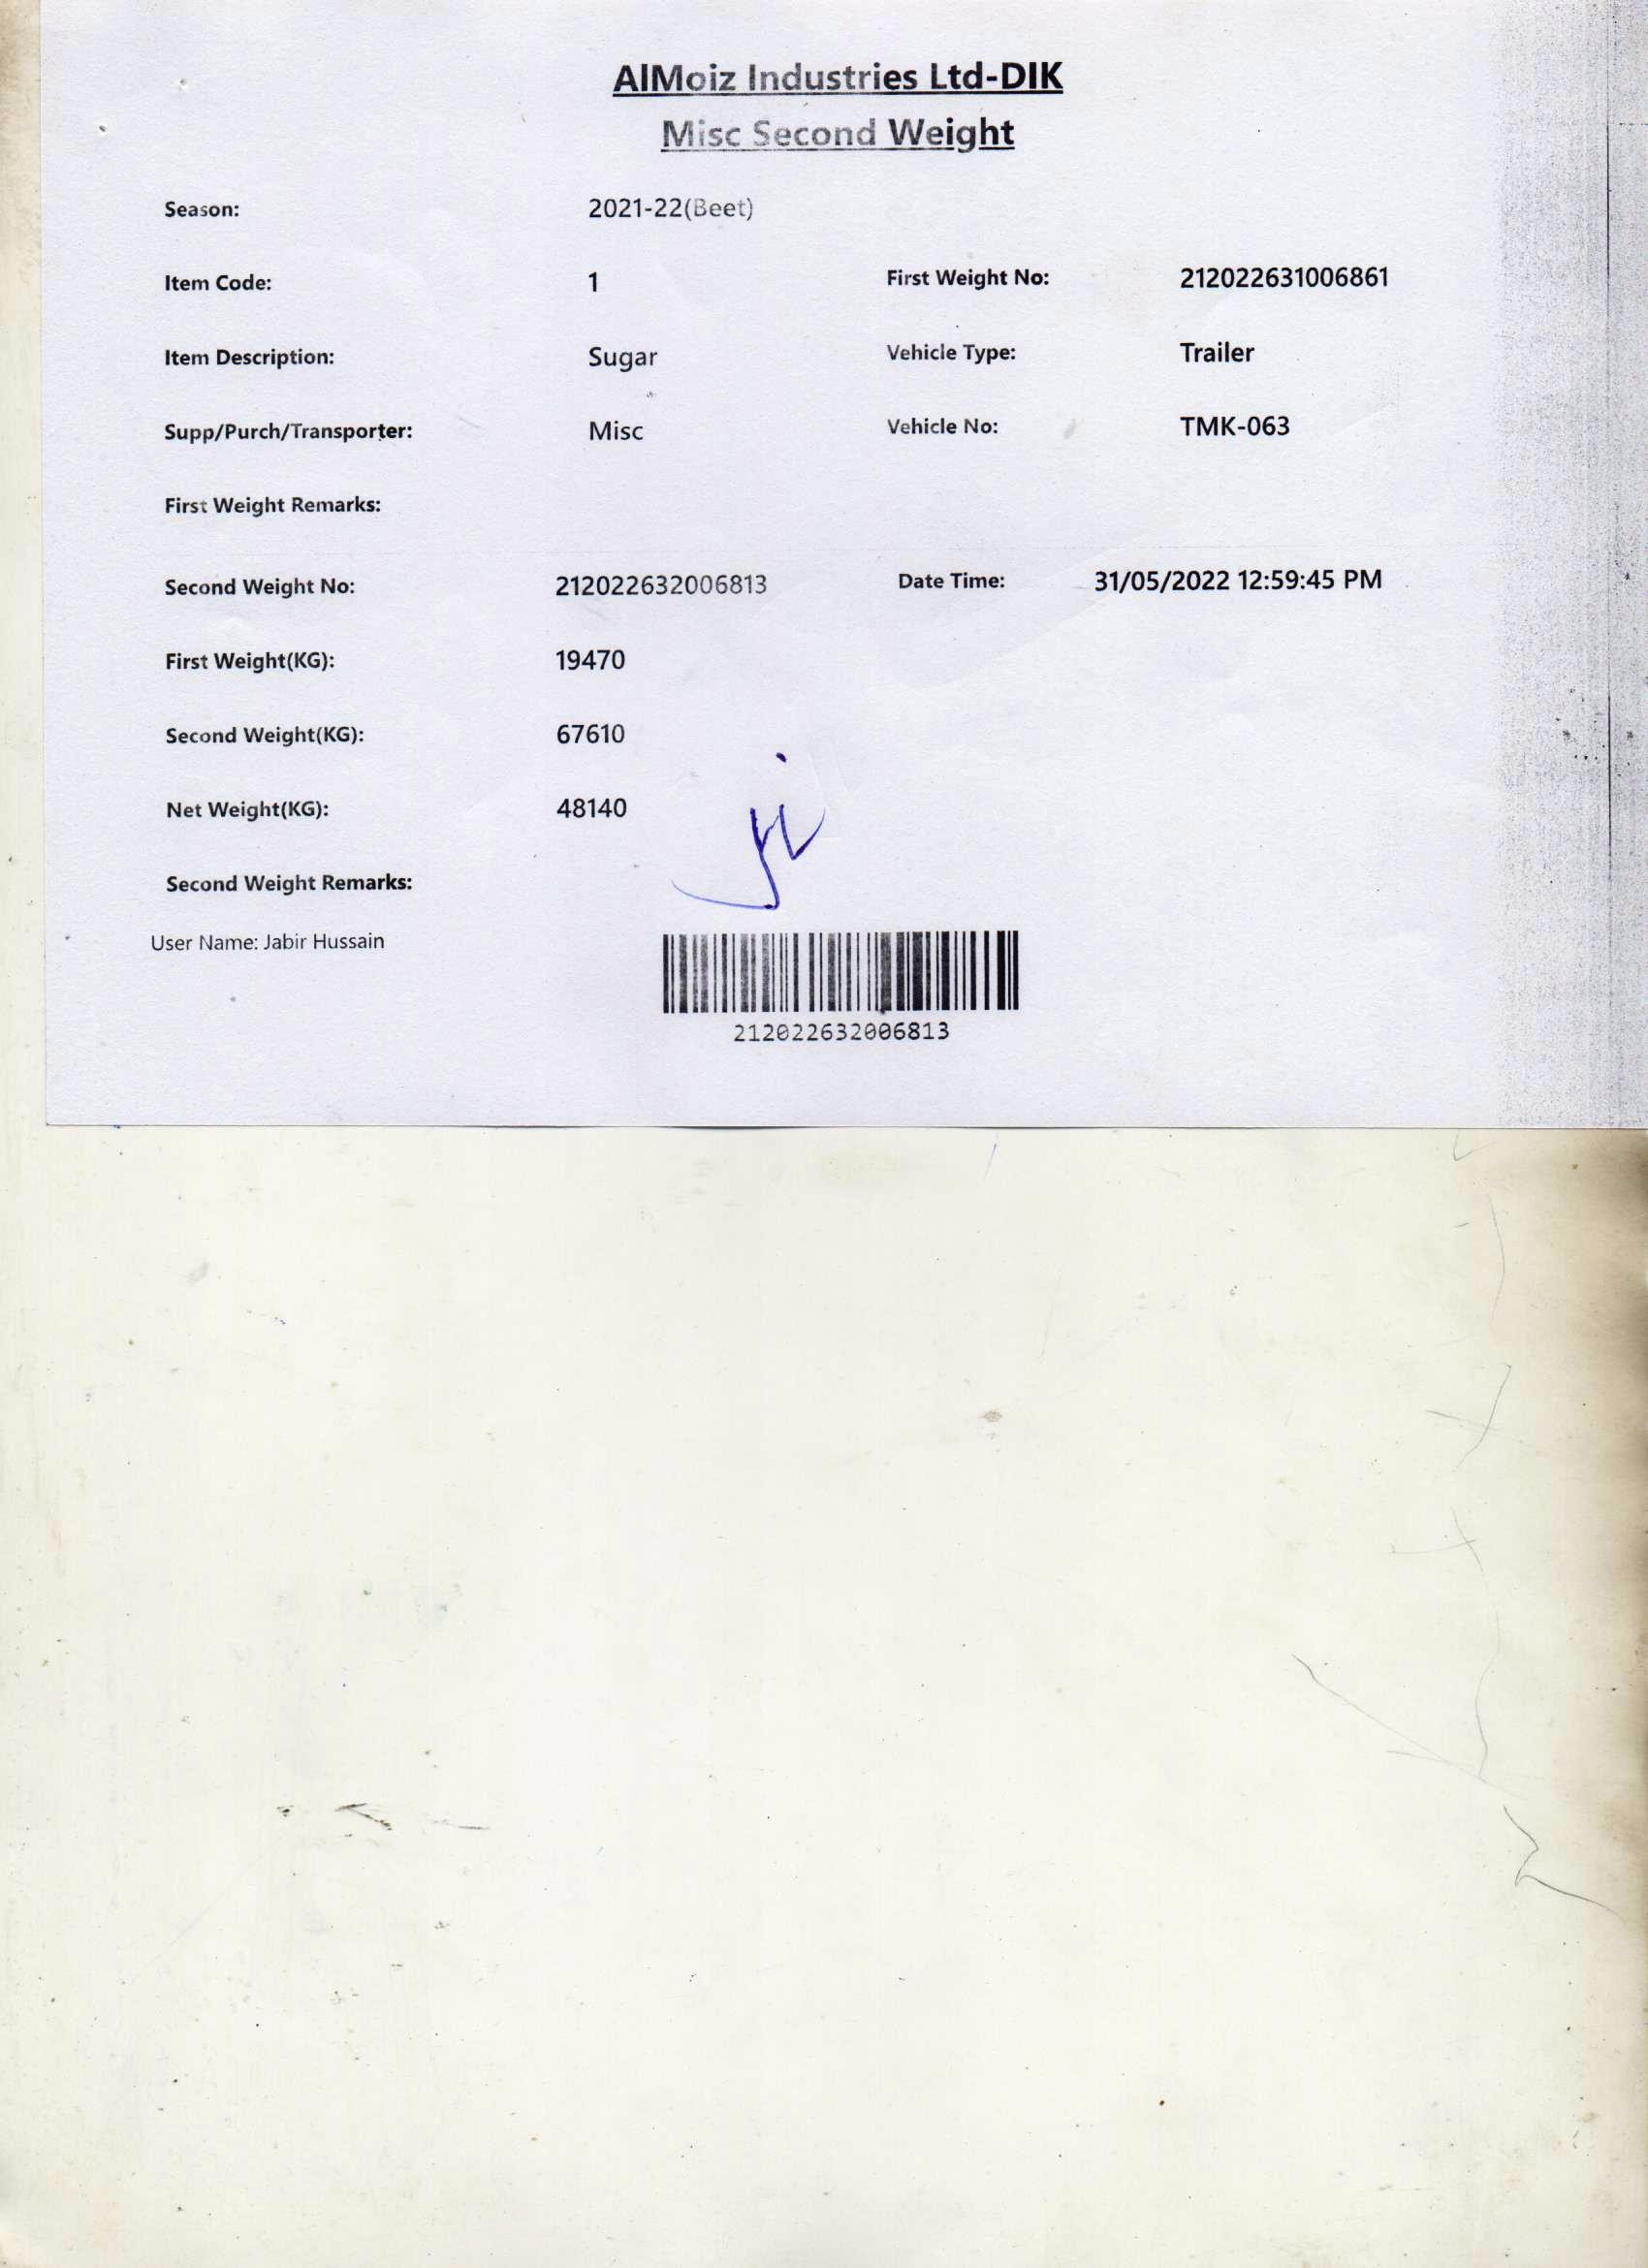 AlMoiz Industries Ltd-DIK
Misc Second Weight
Season: 2021-22(Beet)
Item Code: 1 First Weight No: 212022631006861
Item Description: Sugar Vehicle Type: Trailer
Supp/Purch/Transporter: Misc Vehicle No: TMK-063
First Weight Remarks:
Second Weight No: 212022632006813 Date Time: 31/05/2022 12:59:45 PM
First Weight(KG): 19470
Second Weight(KG): 67610
Net Weight(KG): 48140
Second Weight Remarks:
User Name: Jabir Hussain
212022632006813